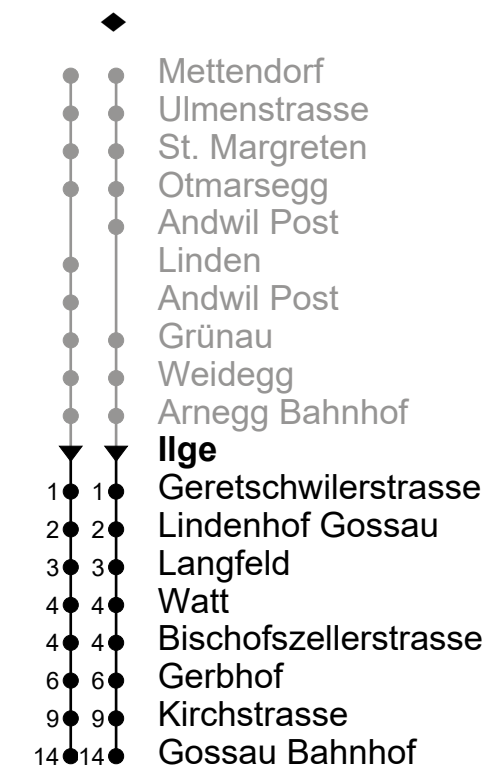 Mettendorf
Ulmenstrasse
St. Margreten
Otmarsegg
Andwil Post
Linden
Andwil Post
Grünau
Weidegg
Arnegg Bahnhof
Ilge
1 1 Geretschwilerstrasse
2 2 Lindenhof Gossau
3 3 Langfeld
4 4 Watt
4 4 Bischofszellerstrasse
6 6 Gerbhof
9 9 Kirchstrasse
14 14 Gossau Bahnhof